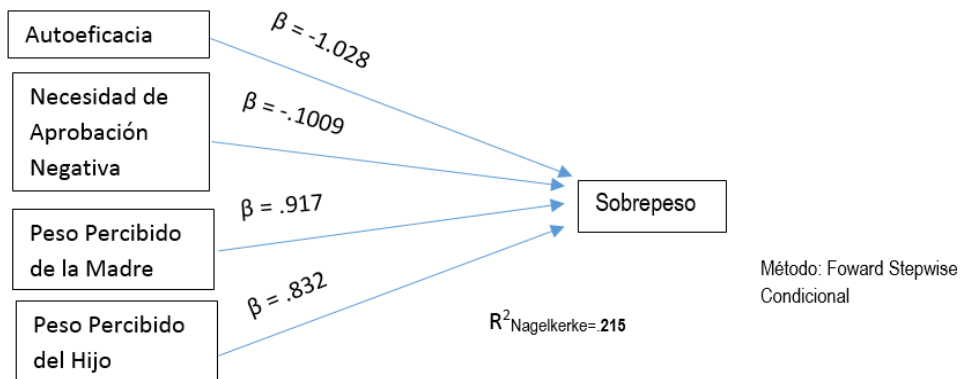 Autoeficacia
β = -1.028
Necesidad de
Aprobación
Negativa
β = -.1009
Peso Percibido
de la Madre
β = .917
Peso Percibido
del Hijo
β = .832
Sobrepeso
R²Nagelkerke=.215
Método: Foward Stepwise
Condicional